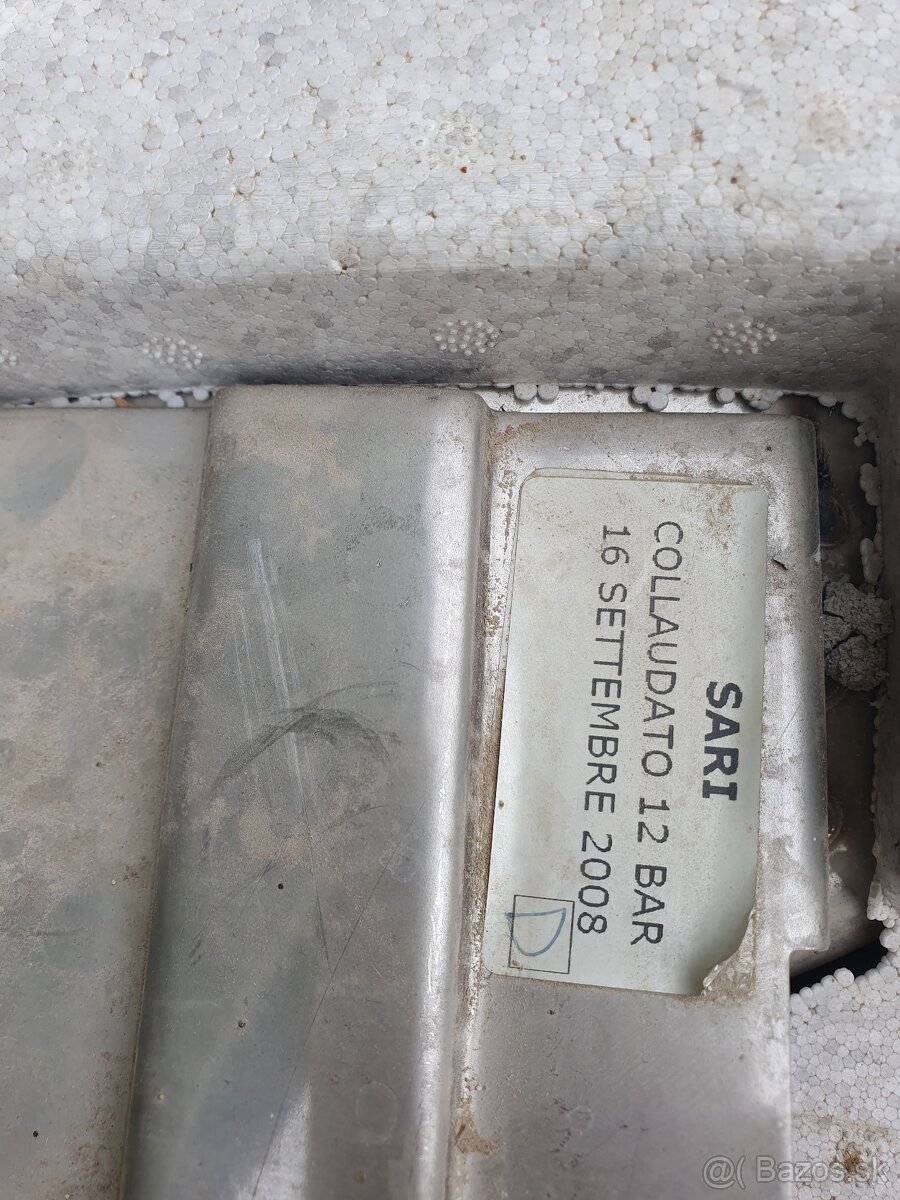 SARI
COLLAUDATO 12 BAR
16 SETTEMBRE 2008
D
@( Bazos.sk